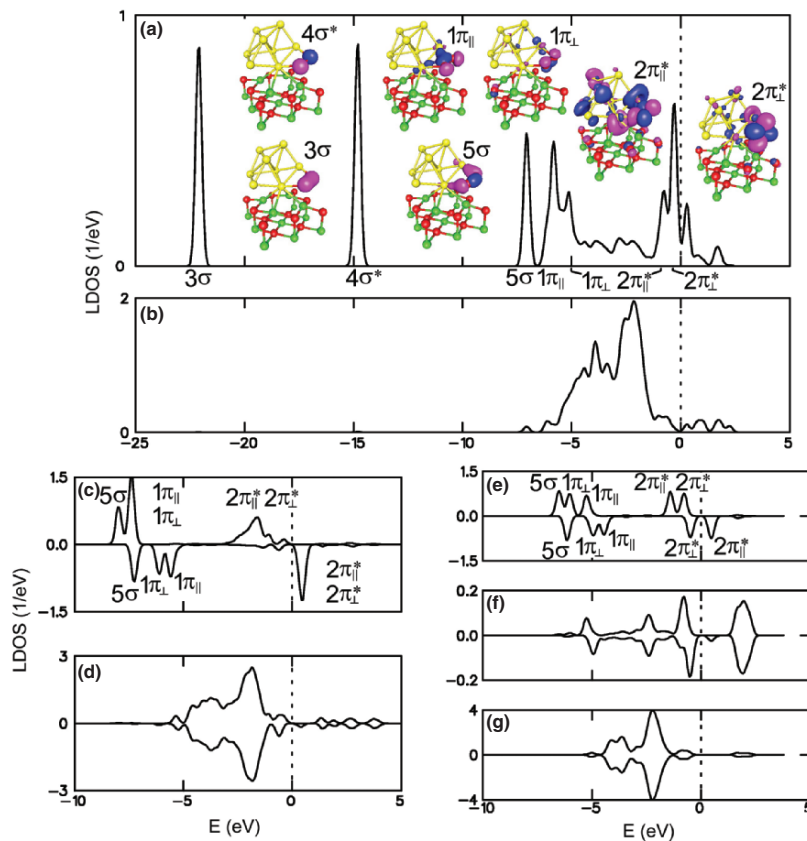 (a)
4σ*
1π∥
1π⊥
2π∥*
2π⊥*
3σ
5σ
1
0
3σ 4σ* 5σ 1π∥ 1π⊥ 2π∥* 2π⊥*
LDOS (1/eV)
(b)
2
0
−25 −20 −15 −10 −5 0 5
(c)
1.5
0.0
−1.5
5σ 1π∥
1π⊥
2π∥* 2π⊥*
5σ 1π⊥ 1π∥
2π∥*
2π⊥*
LDOS (1/eV)
(d)
3
0
−3
−10 −5 0 5
E (eV)
(e)
1.5
0.0
−1.5
5σ 1π⊥ 1π∥
2π∥* 2π⊥*
5σ 1π⊥ 1π∥
2π⊥* 2π∥*
(f)
0.2
0.0
−0.2
(g)
4
0
−4
−10 −5 0 5
E (eV)